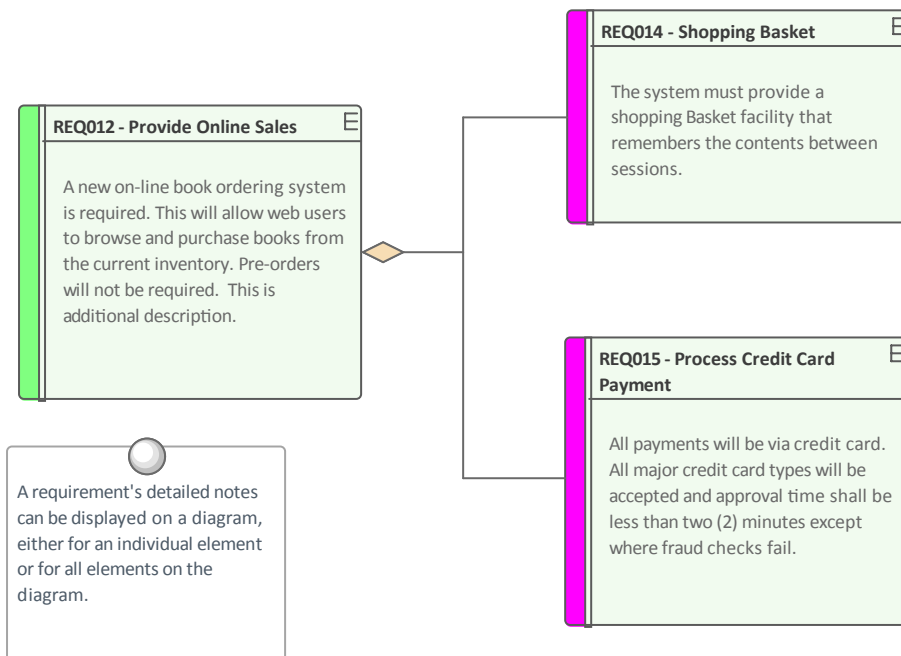 REQ012 - Provide Online Sales
A new on-line book ordering system
is required. This will allow web users
to browse and purchase books from
the current inventory. Pre-orders
will not be required.  This is
additional description.
REQ014 - Shopping Basket
The system must provide a
shopping Basket facility that
remembers the contents between
sessions.
REQ015 - Process Credit Card
Payment
All payments will be via credit card.
All major credit card types will be
accepted and approval time shall be
less than two (2) minutes except
where fraud checks fail.
A requirement's detailed notes
can be displayed on a diagram,
either for an individual element
or for all elements on the
diagram.